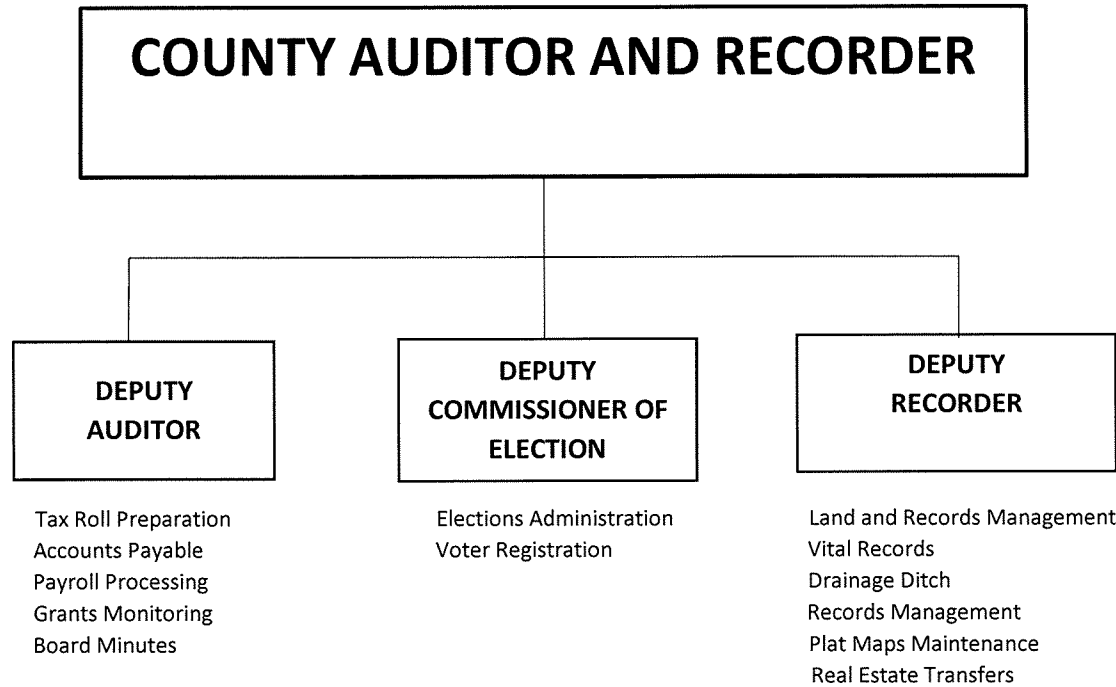 COUNTY AUDITOR AND RECORDER
DEPUTY
AUDITOR
DEPUTY
COMMISSIONER OF
ELECTION
DEPUTY
RECORDER
Tax Roll Preparation
Accounts Payable
Payroll Processing
Grants Monitoring
Board Minutes
Elections Administration
Voter Registration
Land and Records Management
Vital Records
Drainage Ditch
Records Management
Plat Maps Maintenance
Real Estate Transfers